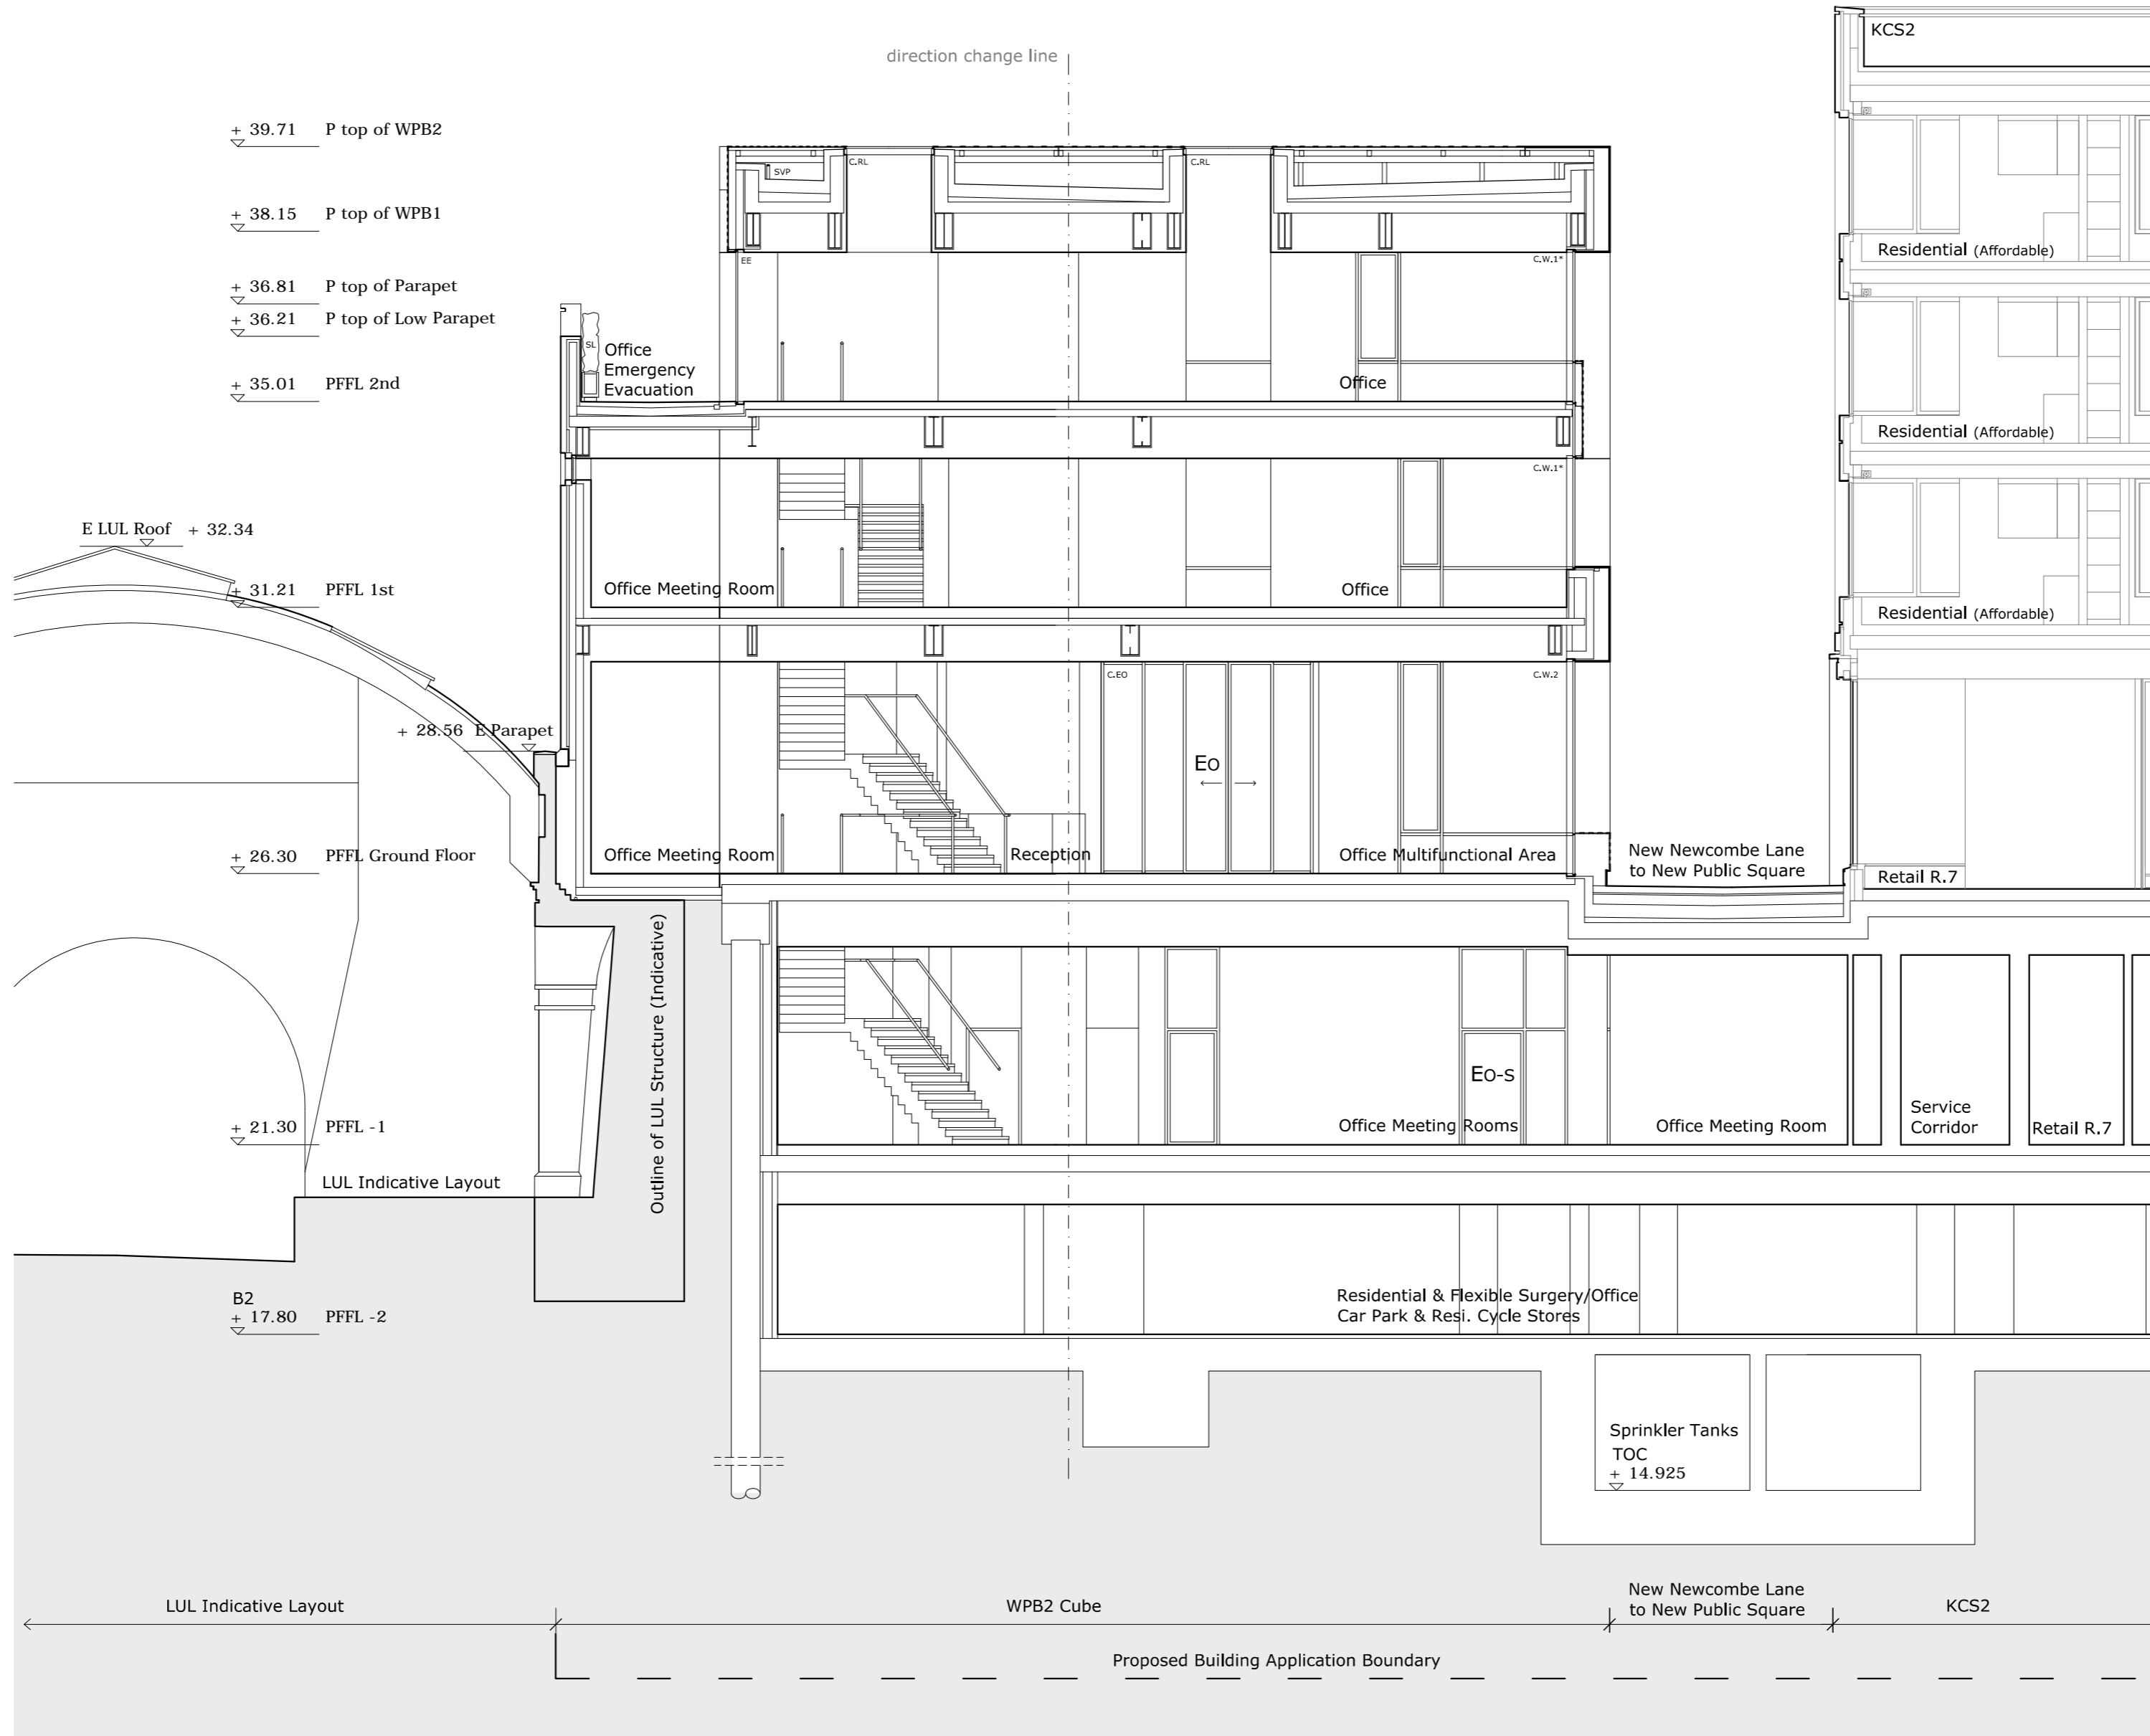 direction change line
KCS2
+ 39.71 P top of WPB2
C.RL
C.RL
SVP
+ 38.15 P top of WPB1
Residential (Affordable)
EE
C.W.1*
+ 36.81 P top of Parapet
+ 36.21 P top of Low Parapet
SL
Office
Emergency
Evacuation
+ 35.01 PFFL 2nd
Office
Residential (Affordable)
C.W.1*
E LUL Roof + 32.34
+ 31.21 PFFL 1st
Office Meeting Room
Office
Residential (Affordable)
C.EO
C.W.2
+ 28.56 E Parapet
EO
+ 26.30 PFFL Ground Floor
Office Meeting Room
Reception
Office Multifunctional Area
New Newcombe Lane
to New Public Square
Retail R.7
Outline of LUL Structure (Indicative)
EO-S
+ 21.30 PFFL -1
Office Meeting Rooms
Office Meeting Room
Service
Corridor
Retail R.7
LUL Indicative Layout
B2
+ 17.80 PFFL -2
Residential & Flexible Surgery/Office
Car Park & Resi. Cycle Stores
Sprinkler Tanks
TOC
+ 14.925
LUL Indicative Layout
WPB2 Cube
New Newcombe Lane
to New Public Square
KCS2
Proposed Building Application Boundary